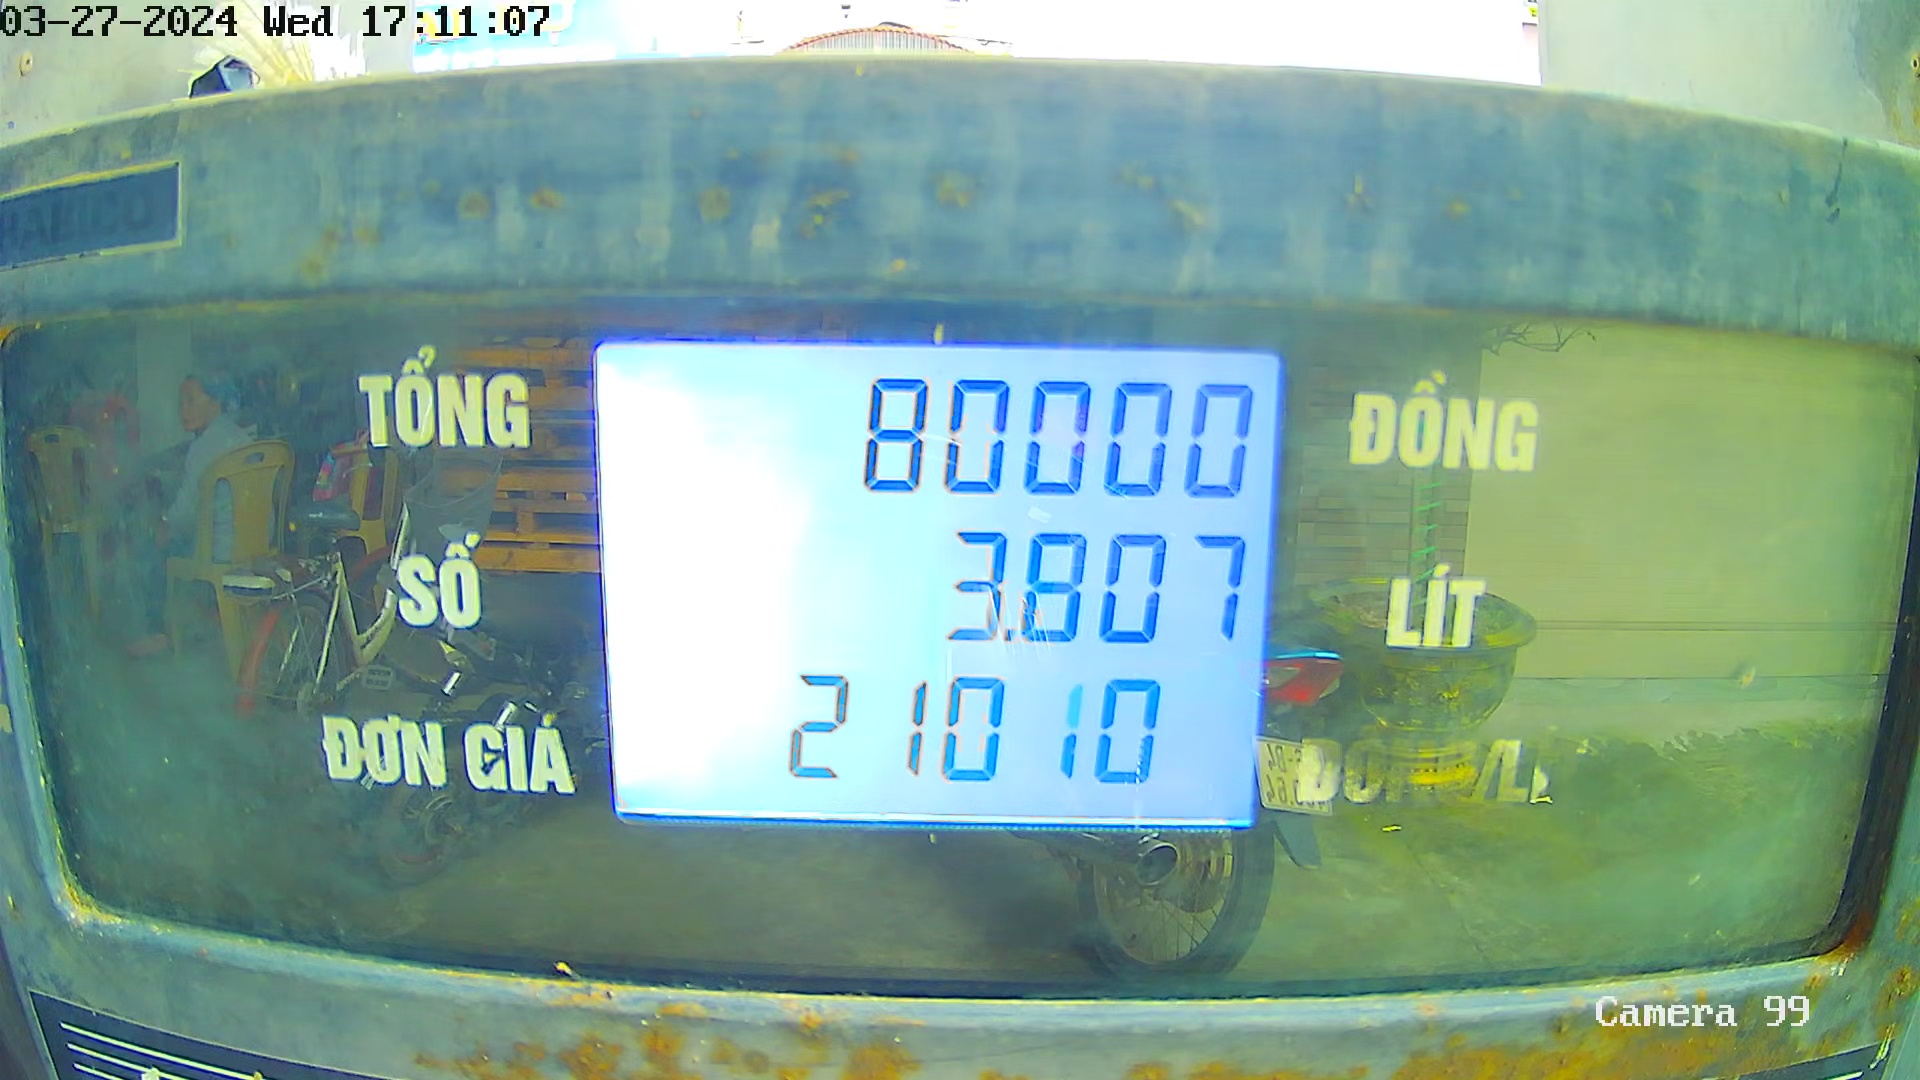 03-27-2024 Wed 17:11:07
TỔNG 80000 ĐỒNG
SỐ 3.807 LÍT
ĐƠN GIÁ 21010
Camera 99